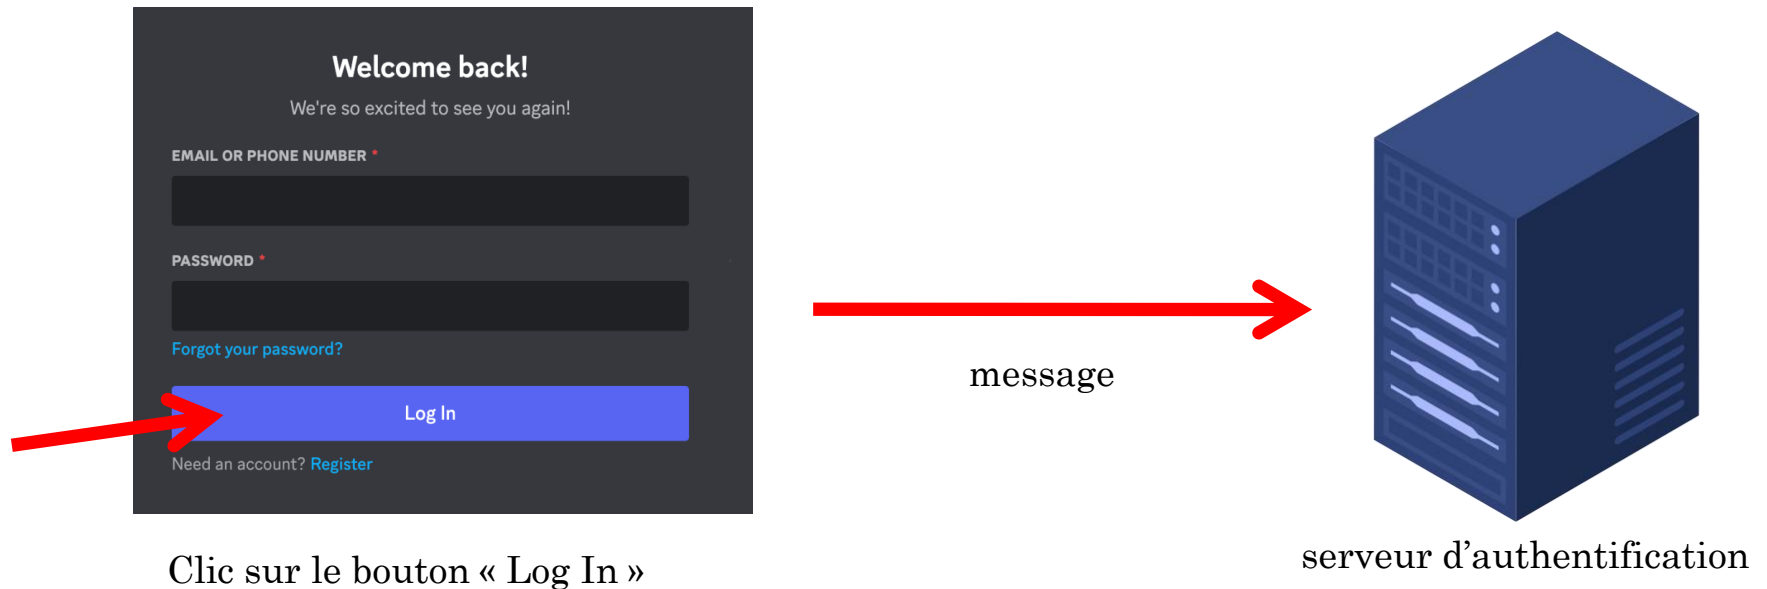 Welcome back!
We're so excited to see you again!
EMAIL OR PHONE NUMBER *
PASSWORD *
Forgot your password?
Log In
Need an account? Register
Clic sur le bouton « Log In »
message
serveur d’authentification